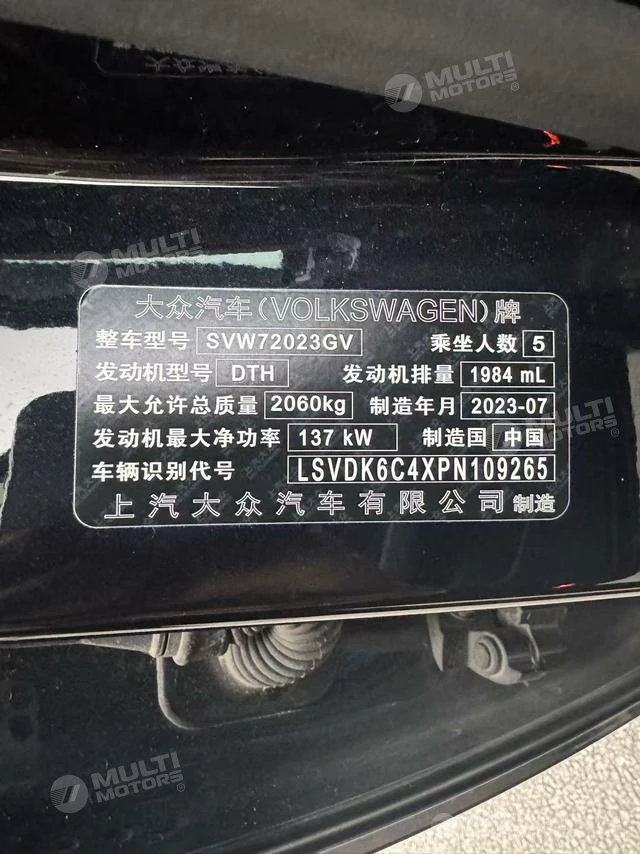 MULTI
MOTORS®
MULTI
MOTORS®
大众汽车(VOLKSWAGEN)牌
整车型号 SVW72023GV 乘坐人数 5
发动机型号 DTH 发动机排量 1984 mL
最大允许总质量 2060kg 制造年月 2023-07
发动机最大净功率 137 kW 制造国 中国
车辆识别代号 LSVDK6C4XPN109265
上汽大众汽车有限公司 制造
MULTI
MOTORS®
MULTI
MOTORS®